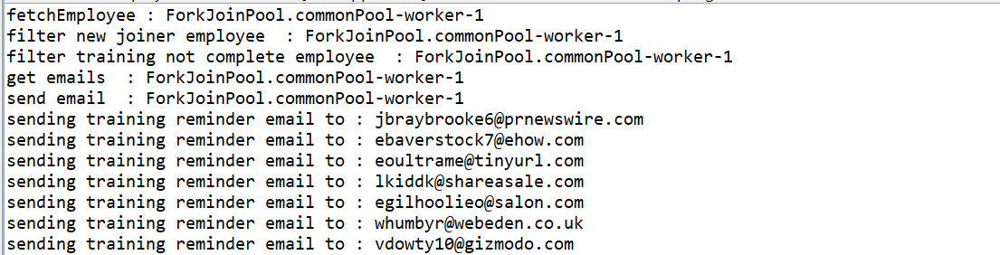 fetchEmployee : ForkJoinPool.commonPool-worker-1
filter new joiner employee  : ForkJoinPool.commonPool-worker-1
filter training not complete employee  : ForkJoinPool.commonPool-worker-1
get emails  : ForkJoinPool.commonPool-worker-1
send email  : ForkJoinPool.commonPool-worker-1
sending training reminder email to : jbraybrooke6@prnewswire.com
sending training reminder email to : ebaverstock7@ehow.com
sending training reminder email to : eoultrame@tinyurl.com
sending training reminder email to : lkiddk@shareasale.com
sending training reminder email to : egilhoolieo@salon.com
sending training reminder email to : whumbyr@webeden.co.uk
sending training reminder email to : vdowty10@gizmodo.com